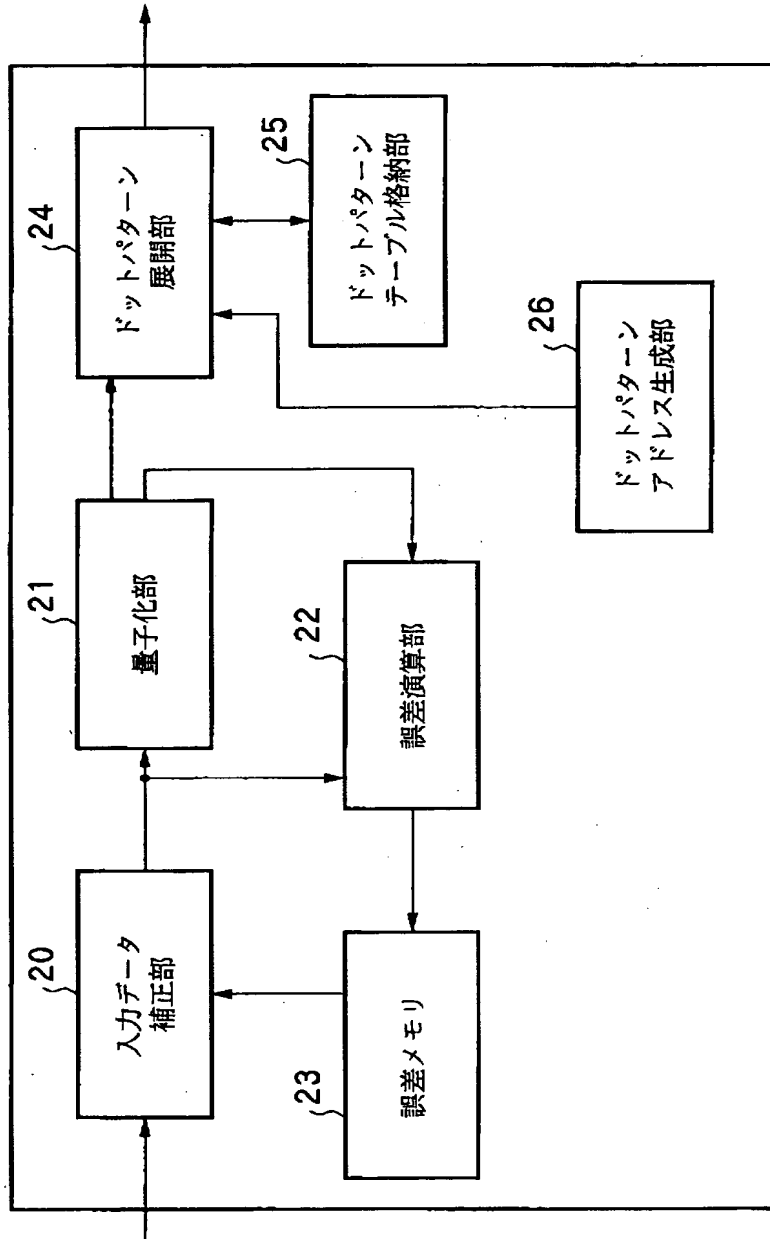 20
入力データ
補正部
21
量子化部
24
ドットパターン
展開部
25
ドットパターン
テーブル格納部
23
誤差メモリ
22
誤差演算部
26
ドットパターン
アドレス生成部